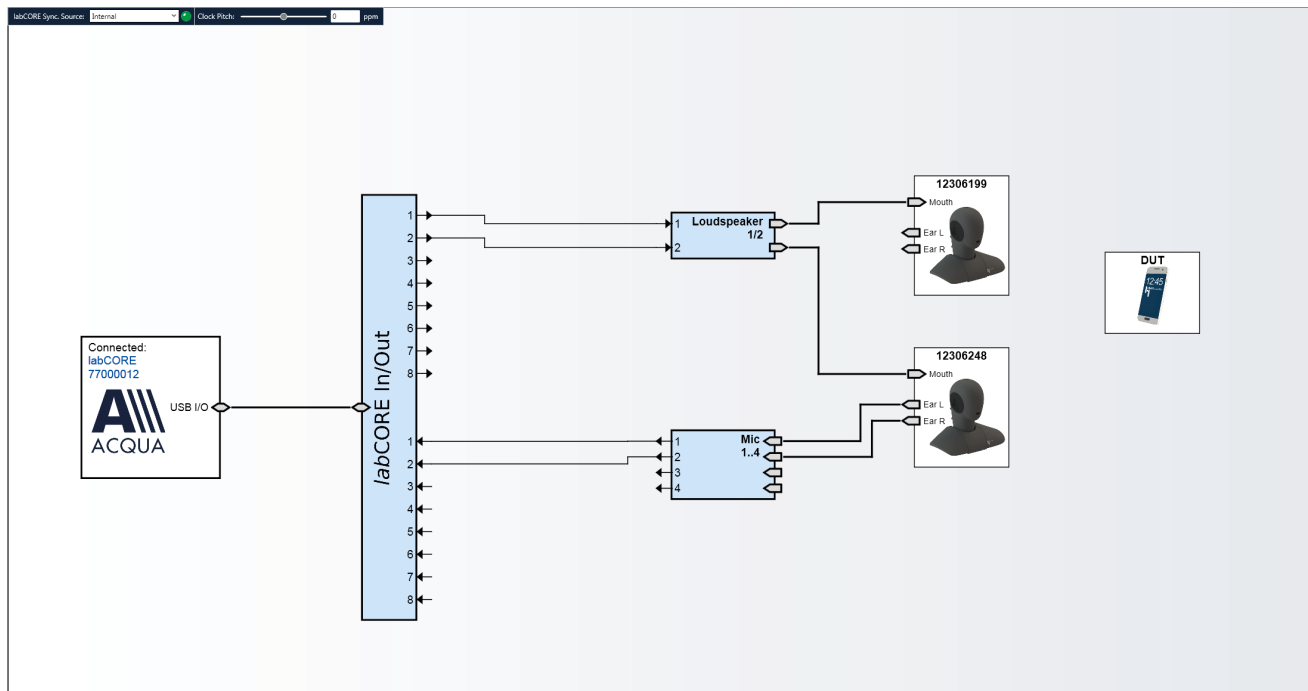 labCORE Sync. Source: Internal Clock Pitch: 0 ppm
12306199
Mouth
Ear L
Ear R
Loudspeaker
1/2
1
2
DUT
12:45
1
2
3
4
5
6
7
8
labCORE In/Out
Connected:
labCORE
77000012
USB I/O
ACQUA
12306248
Mouth
Ear L
Ear R
Mic
1..4
1
2
3
4
1
2
3
4
5
6
7
8